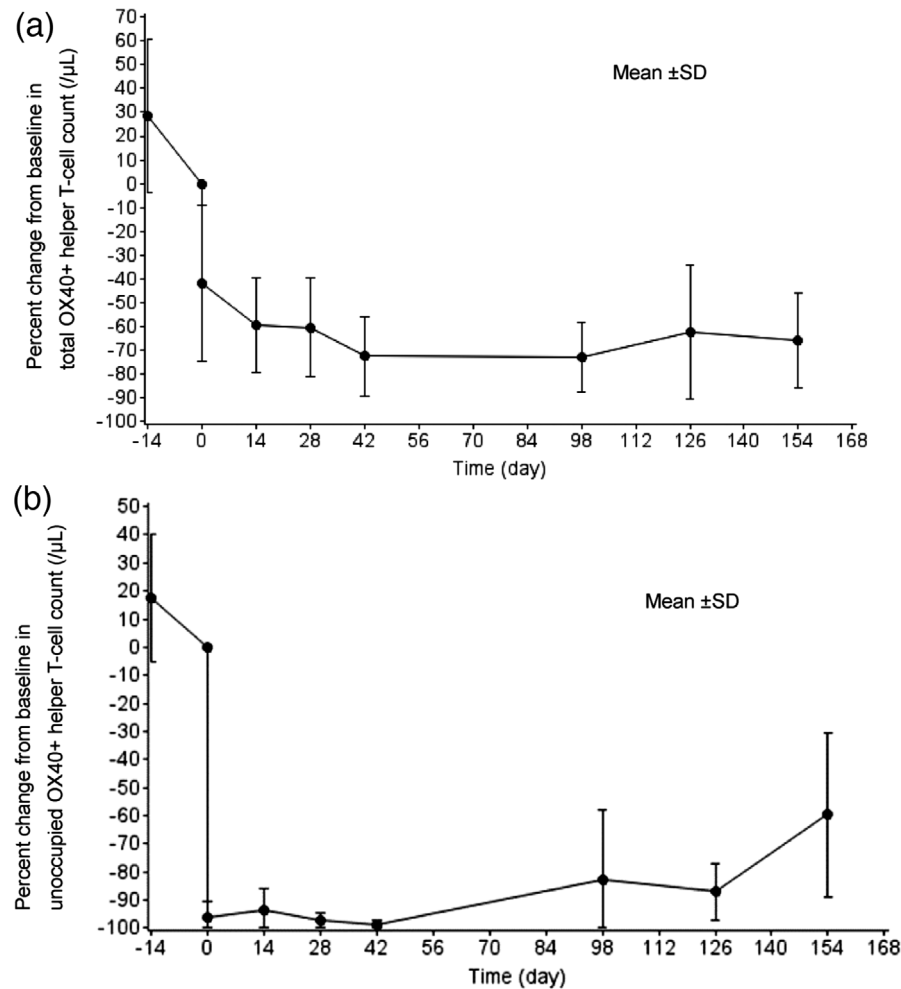 (a)
Percent change from baseline in
total OX40+ helper T-cell count (/µL)
70
60
50
40
30
20
10
0
-10
-20
-30
-40
-50
-60
-70
-80
-90
-100
Mean ±SD
-14 0 14 28 42 56 70 84 98 112 126 140 154 168
Time (day)
(b)
Percent change from baseline in
unoccupied OX40+ helper T-cell count (/µL)
50
40
30
20
10
0
-10
-20
-30
-40
-50
-60
-70
-80
-90
-100
Mean ±SD
-14 0 14 28 42 56 70 84 98 112 126 140 154 168
Time (day)